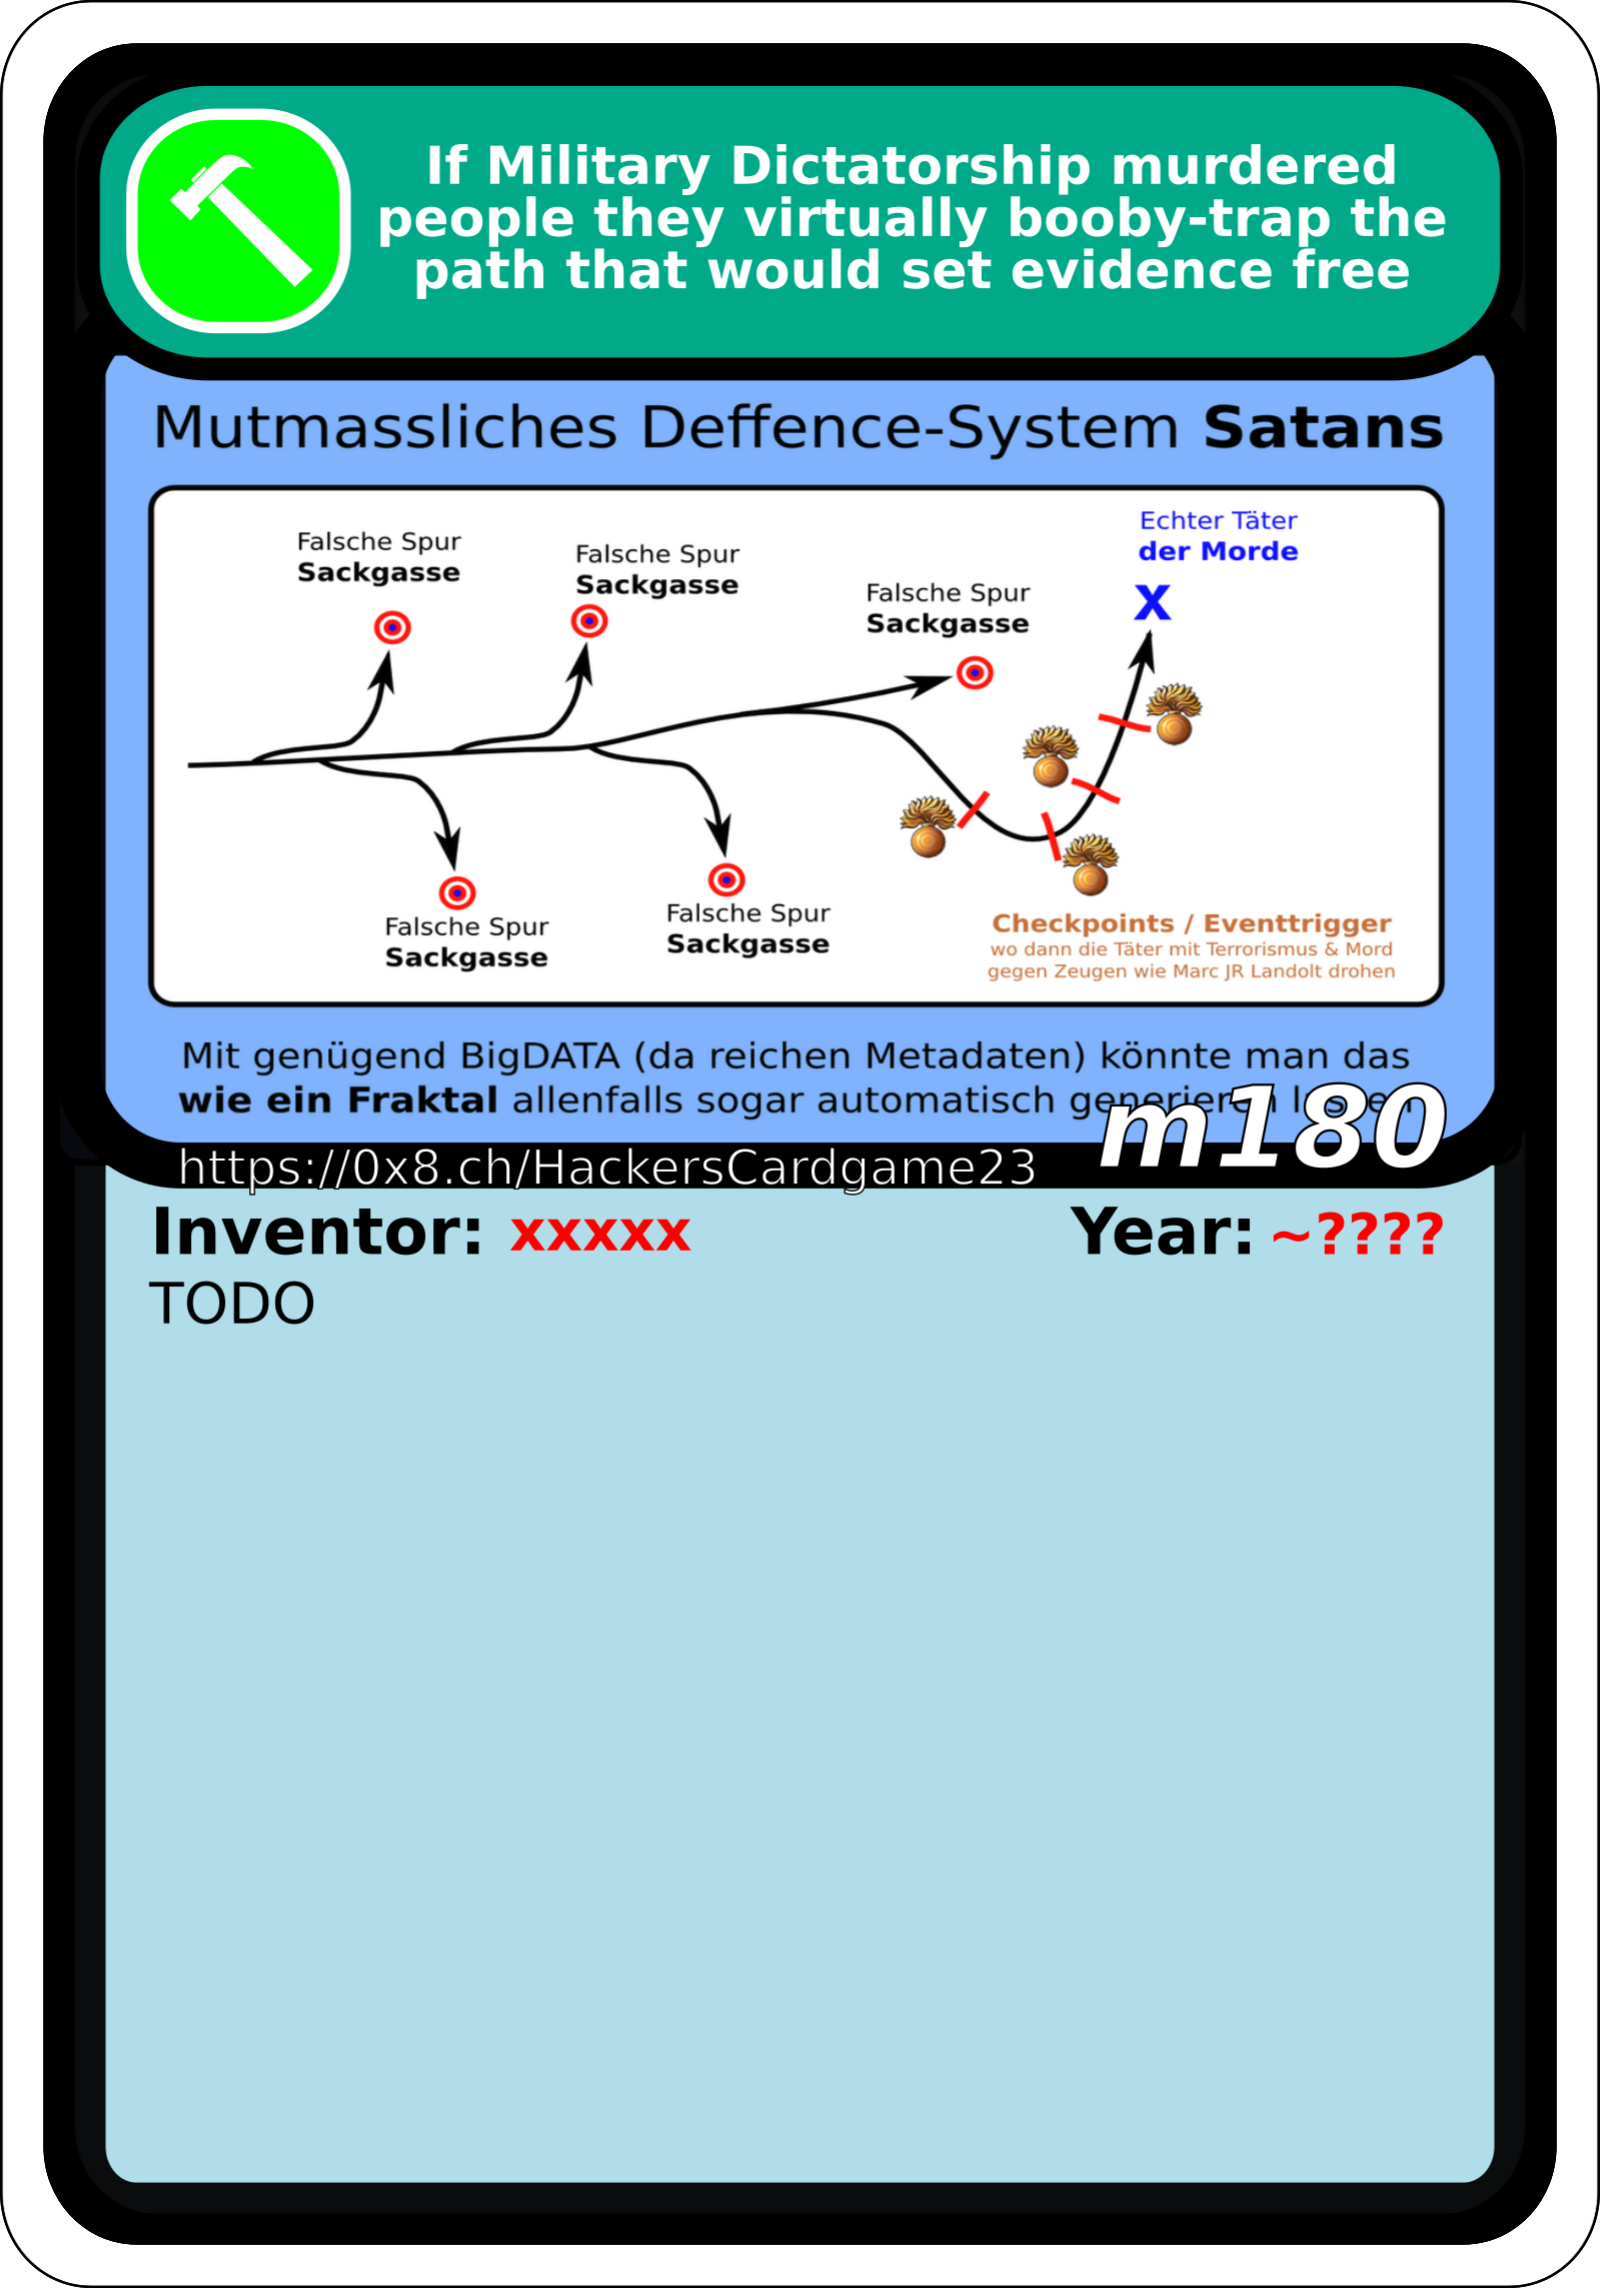 If Military Dictatorship murdered
people they virtually booby-trap the
path that would set evidence free
Mutmassliches Deffence-System Satans
Echter Täter
der Morde
X
Falsche Spur
Sackgasse
Falsche Spur
Sackgasse
Falsche Spur
Sackgasse
Falsche Spur
Sackgasse
Falsche Spur
Sackgasse
Checkpoints / Eventtrigger
wo dann die Täter mit Terrorismus & Mord
gegen Zeugen wie Marc JR Landolt drohen
Mit genügend BigDATA (da reichen Metadaten) könnte man das
wie ein Fraktal allenfalls sogar automatisch generieren lassen
m180
https://0x8.ch/HackersCardgame23
Inventor: xxxxx
Year: ~????
TODO